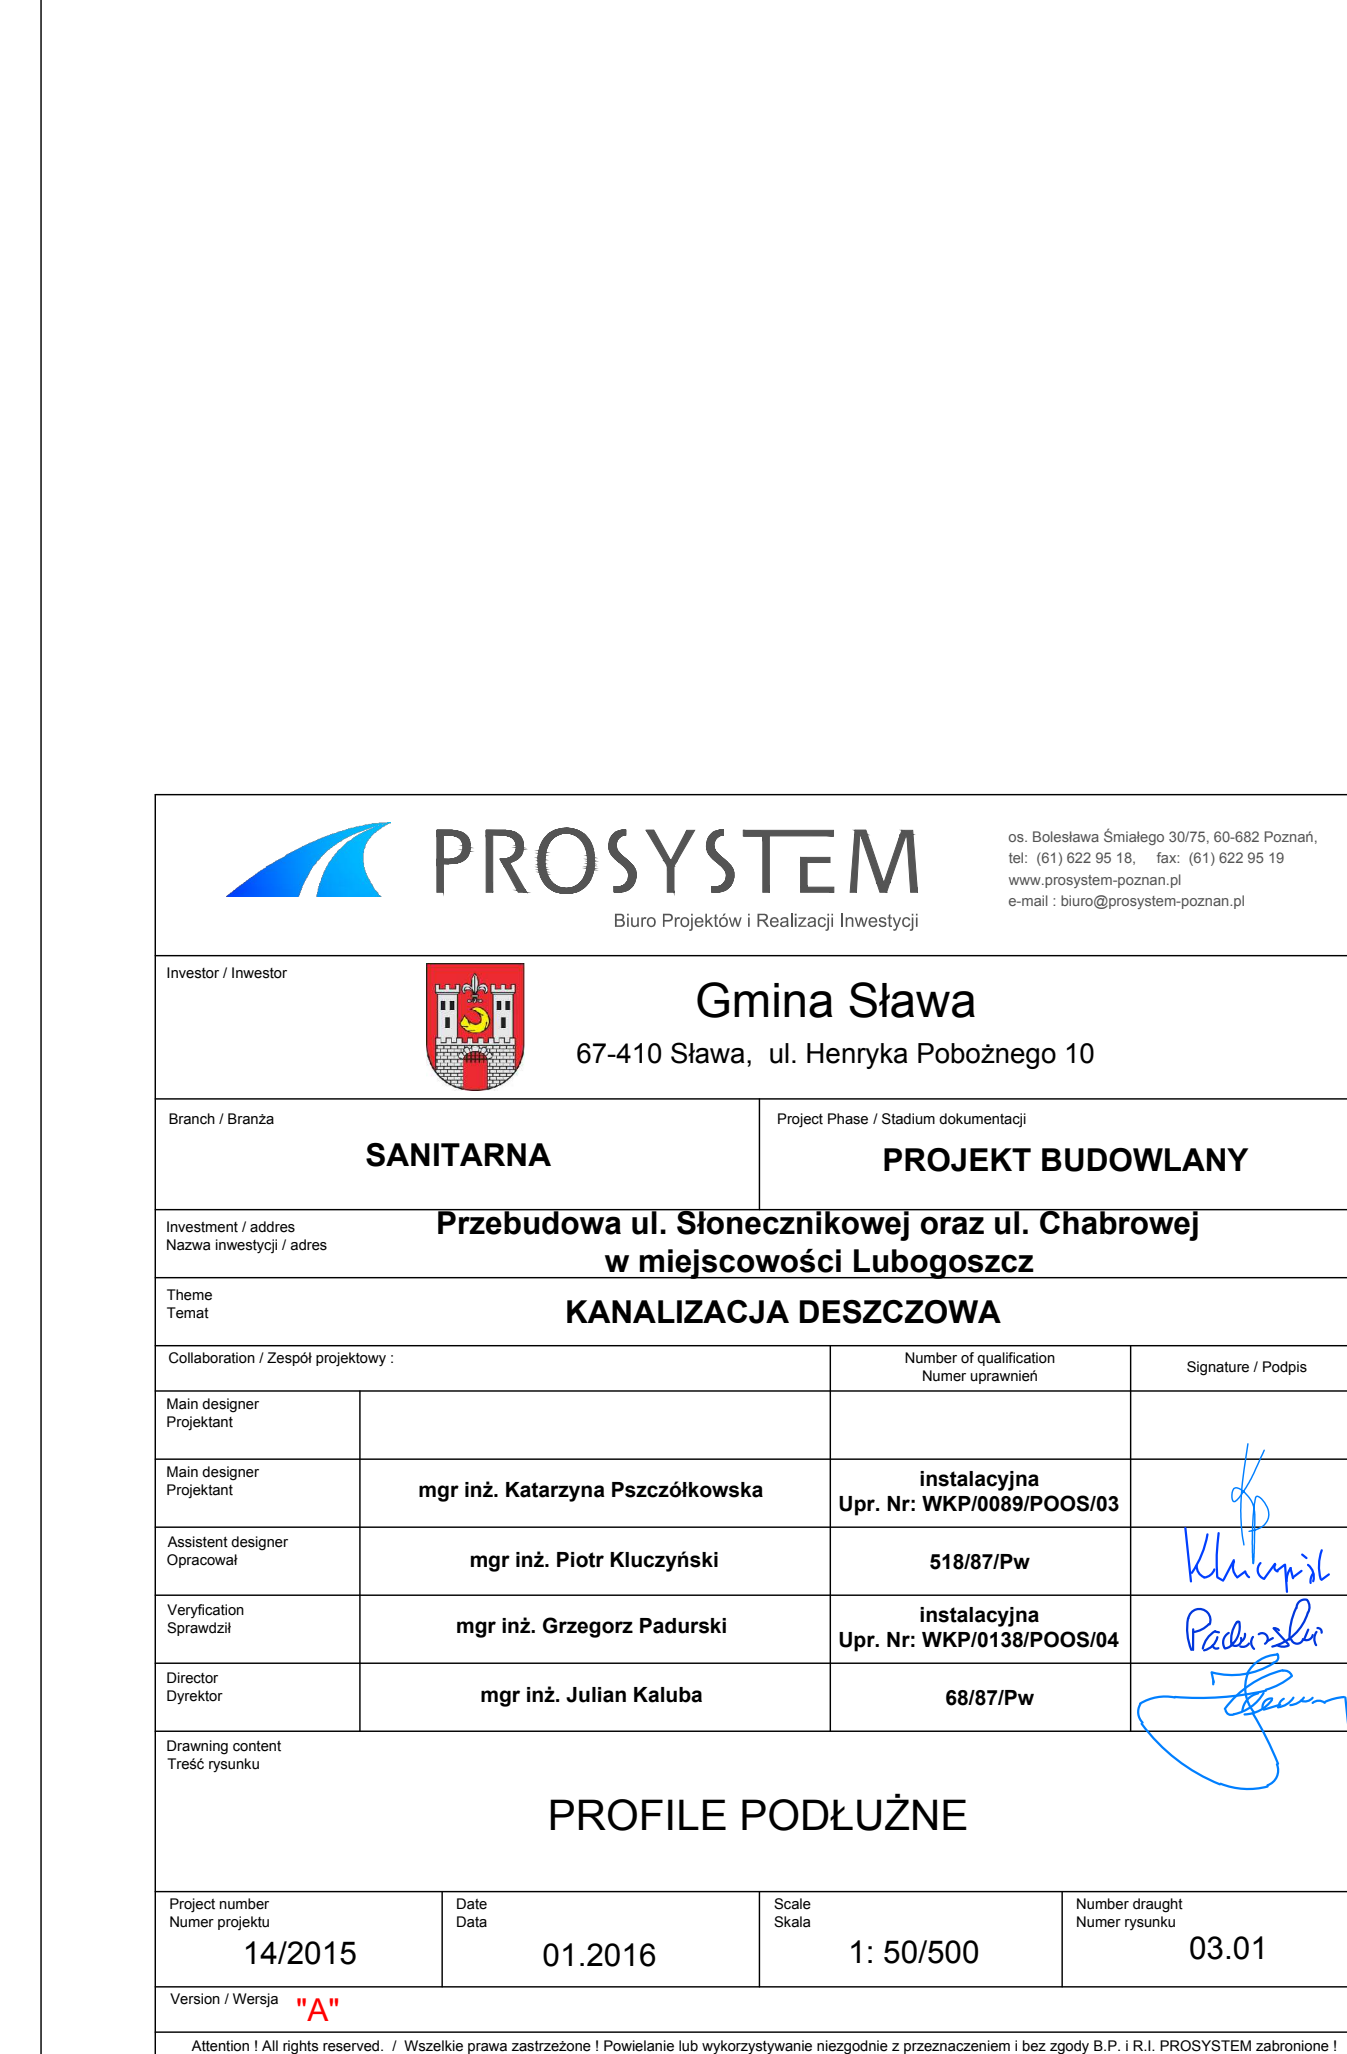 PROSYSTEM
Biuro Projektów i Realizacji Inwestycji
os. Bolesława Śmiałego 30/75, 60-682 Poznań,
tel: (61) 622 95 18, fax: (61) 622 95 19
www.prosystem-poznan.pl
e-mail : biuro@prosystem-poznan.pl
Investor / Inwestor
Gmina Sława
67-410 Sława, ul. Henryka Pobożnego 10
Branch / Branża
SANITARNA
Project Phase / Stadium dokumentacji
PROJEKT BUDOWLANY
Investment / addres
Nazwa inwestycji / adres
Przebudowa ul. Słonecznikowej oraz ul. Chabrowej
w miejscowości Lubogoszcz
Theme
Temat
KANALIZACJA DESZCZOWA
Collaboration / Zespół projektowy :
Number of qualification
Numer uprawnień
Signature / Podpis
Main designer
Projektant
Main designer
Projektant
mgr inż. Katarzyna Pszczółkowska
instalacyjna
Upr. Nr: WKP/0089/POOS/03
Kp
Assistent designer
Opracował
mgr inż. Piotr Kluczyński
518/87/Pw
Veryfication
Sprawdził
mgr inż. Grzegorz Padurski
instalacyjna
Upr. Nr: WKP/0138/POOS/04
Padurski
Director
Dyrektor
mgr inż. Julian Kaluba
68/87/Pw
Drawning content
Treść rysunku
PROFILE PODŁUŻNE
Project number
Numer projektu
14/2015
Date
Data
01.2016
Scale
Skala
1: 50/500
Number draught
Numer rysunku
03.01
Version / Wersja "A"
Attention ! All rights reserved. / Wszelkie prawa zastrzeżone ! Powielanie lub wykorzystywanie niezgodnie z przeznaczeniem i bez zgody B.P. i R.I. PROSYSTEM zabronione !